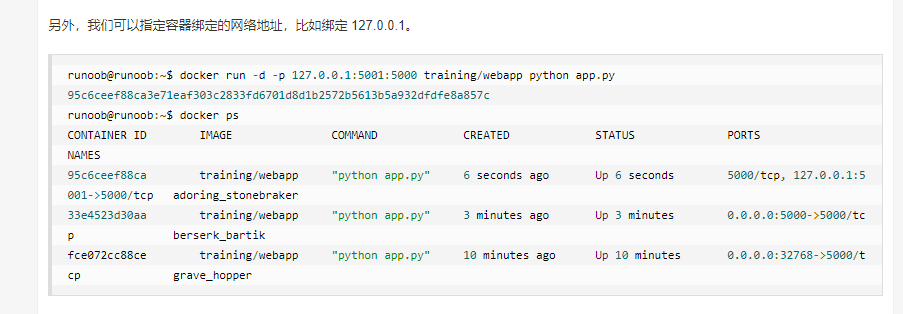 另外，我们可以指定容器绑定的网络地址，比如绑定 127.0.0.1。
runoob@runoob:~$ docker run -d -p 127.0.0.1:5001:5000 training/webapp python app.py
95c6ceef88ca3e71eaf303c2833fd6701d8d1b2572b5613b5a932dfdfe8a857c
runoob@runoob:~$ docker ps
CONTAINER ID        IMAGE               COMMAND             CREATED             STATUS              PORTS
NAMES
95c6ceef88ca        training/webapp     "python app.py"     6 seconds ago       Up 6 seconds        5000/tcp, 127.0.0.1:5
001->5000/tcp   adoring_stonebraker
33e4523d30aa        training/webapp     "python app.py"     3 minutes ago       Up 3 minutes        0.0.0.0:5000->5000/tc
p               berserk_bartik
fce072cc88ce        training/webapp     "python app.py"     10 minutes ago      Up 10 minutes       0.0.0.0:32768->5000/t
cp              grave_hopper